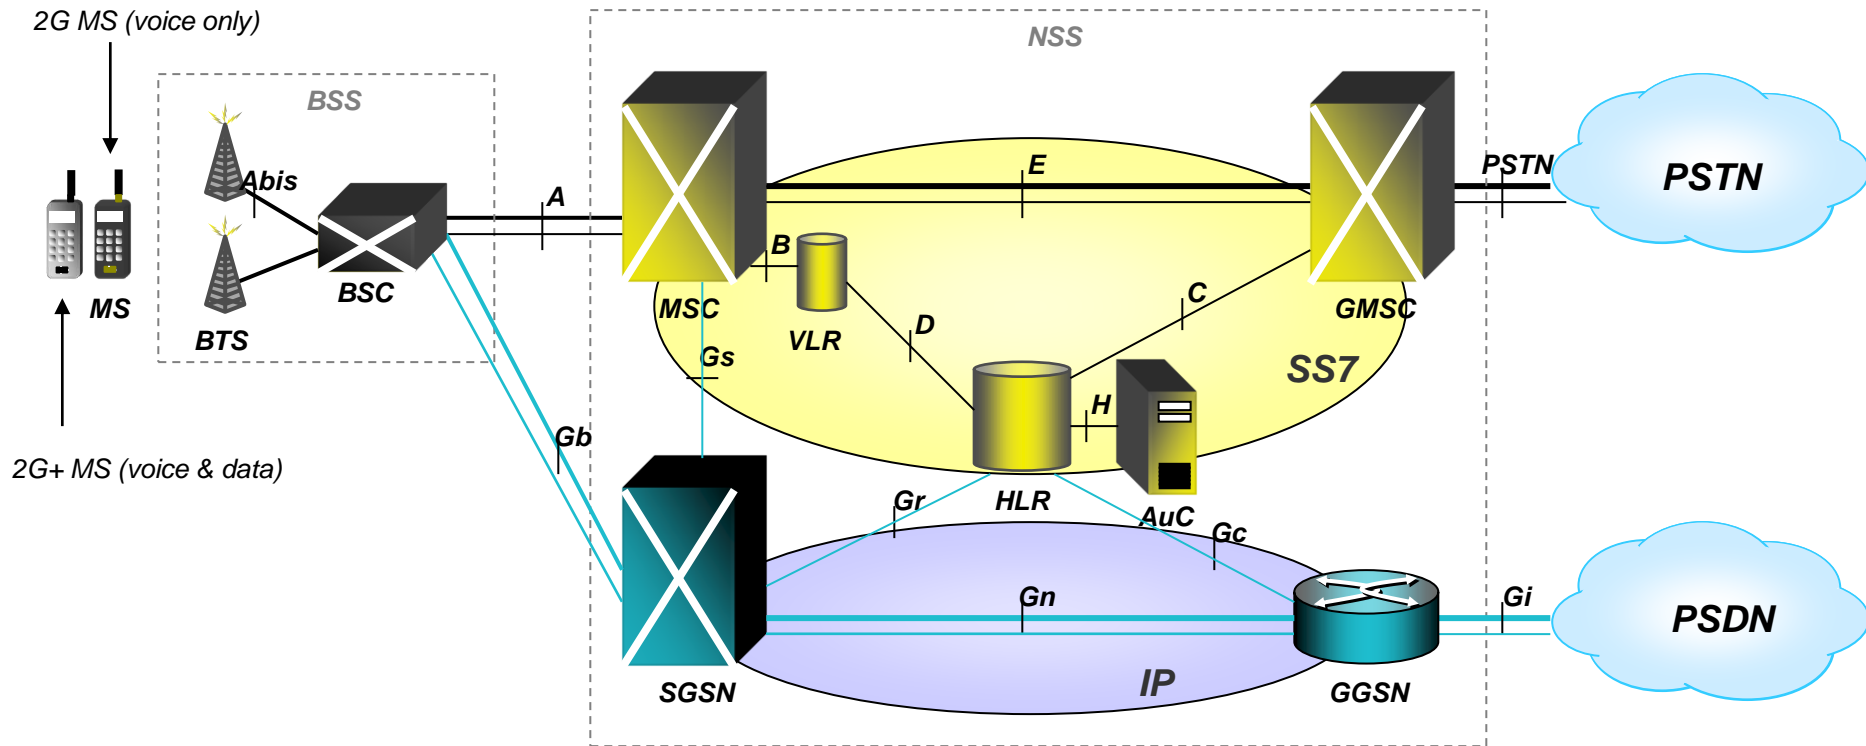 2G MS (voice only)
NSS
BSS
Abis
A
E
PSTN
PSTN
B
C
MS
BSC
MSC
GMSC
BTS
VLR
D
Gs
SS7
H
Gb
2G+ MS (voice & data)
Gr
HLR
AuC
Gc
Gn
Gi
PSDN
SGSN
IP
GGSN